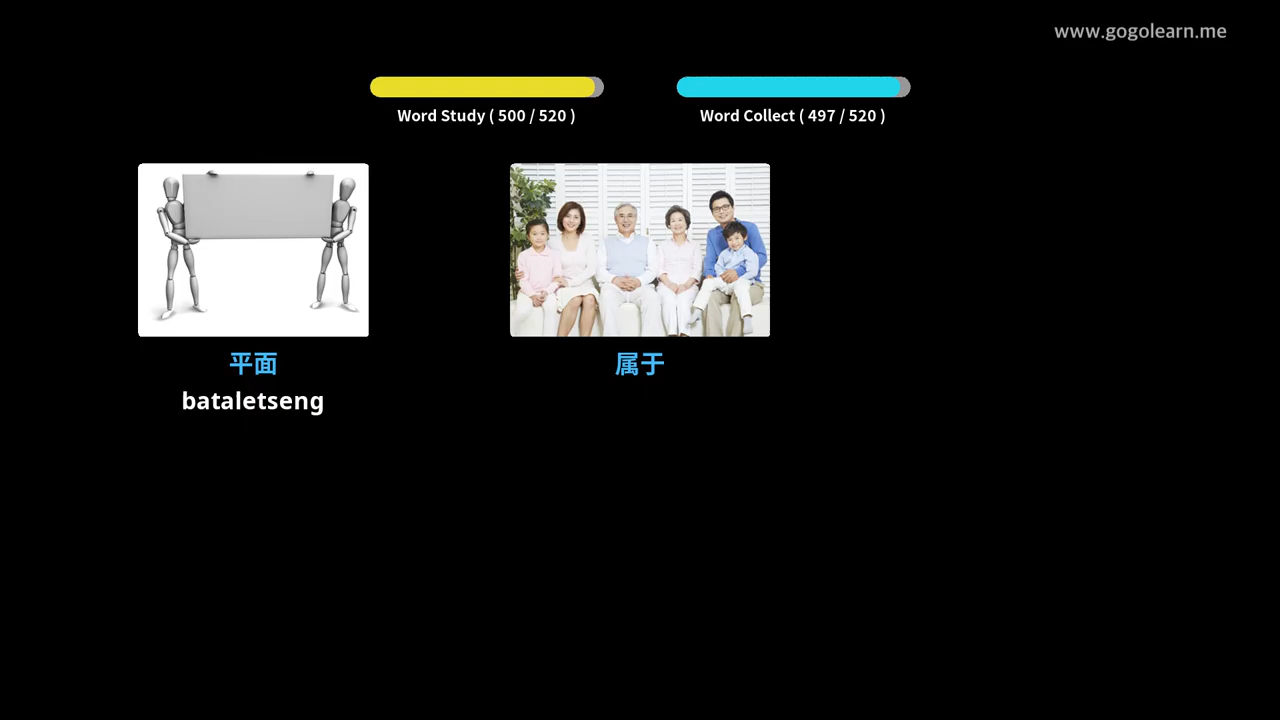 www.gogolearn.me
Word Study ( 500 / 520 )
Word Collect ( 497 / 520 )
平面
属于
bataletseng